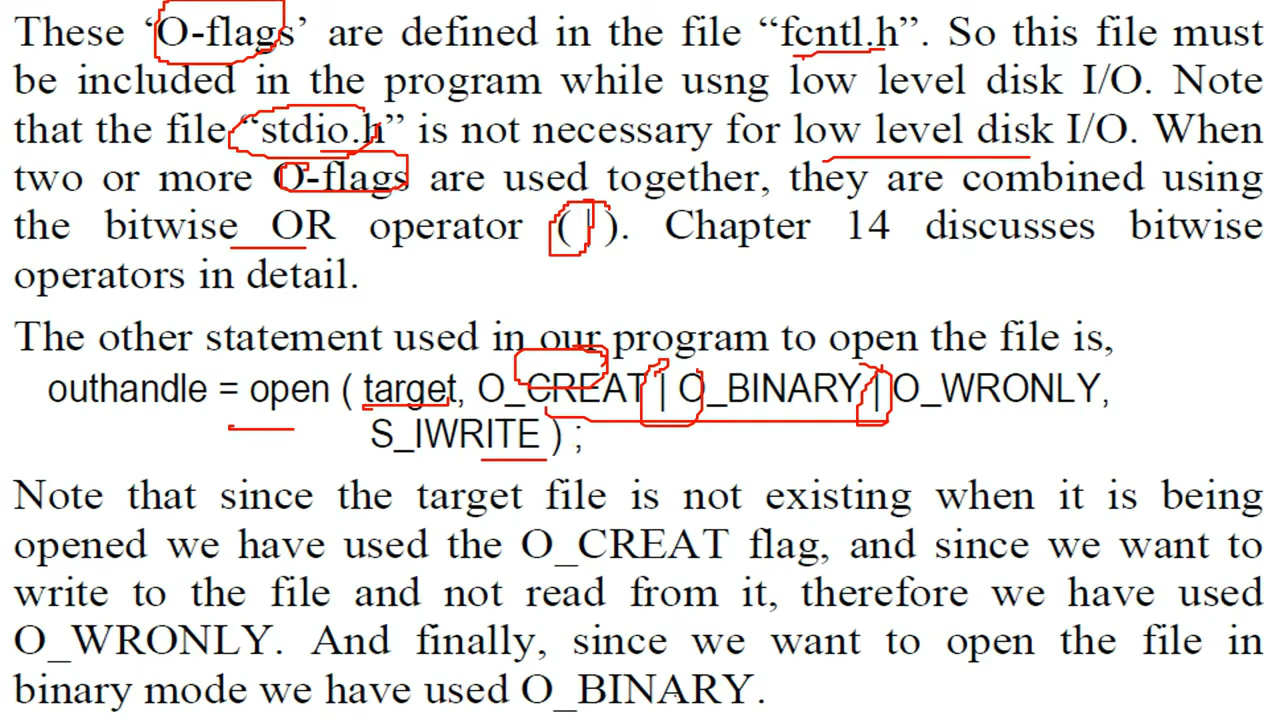 These ‘O-flags’ are defined in the file “fcntl.h”. So this file must
be included in the program while usng low level disk I/O. Note
that the file “stdio.h” is not necessary for low level disk I/O. When
two or more O-flags are used together, they are combined using
the bitwise OR operator ( | ). Chapter 14 discusses bitwise
operators in detail.
The other statement used in our program to open the file is,
outhandle = open ( target, O_CREAT | O_BINARY | O_WRONLY,
S_IWRITE ) ;
Note that since the target file is not existing when it is being
opened we have used the O_CREAT flag, and since we want to
write to the file and not read from it, therefore we have used
O_WRONLY. And finally, since we want to open the file in
binary mode we have used O_BINARY.